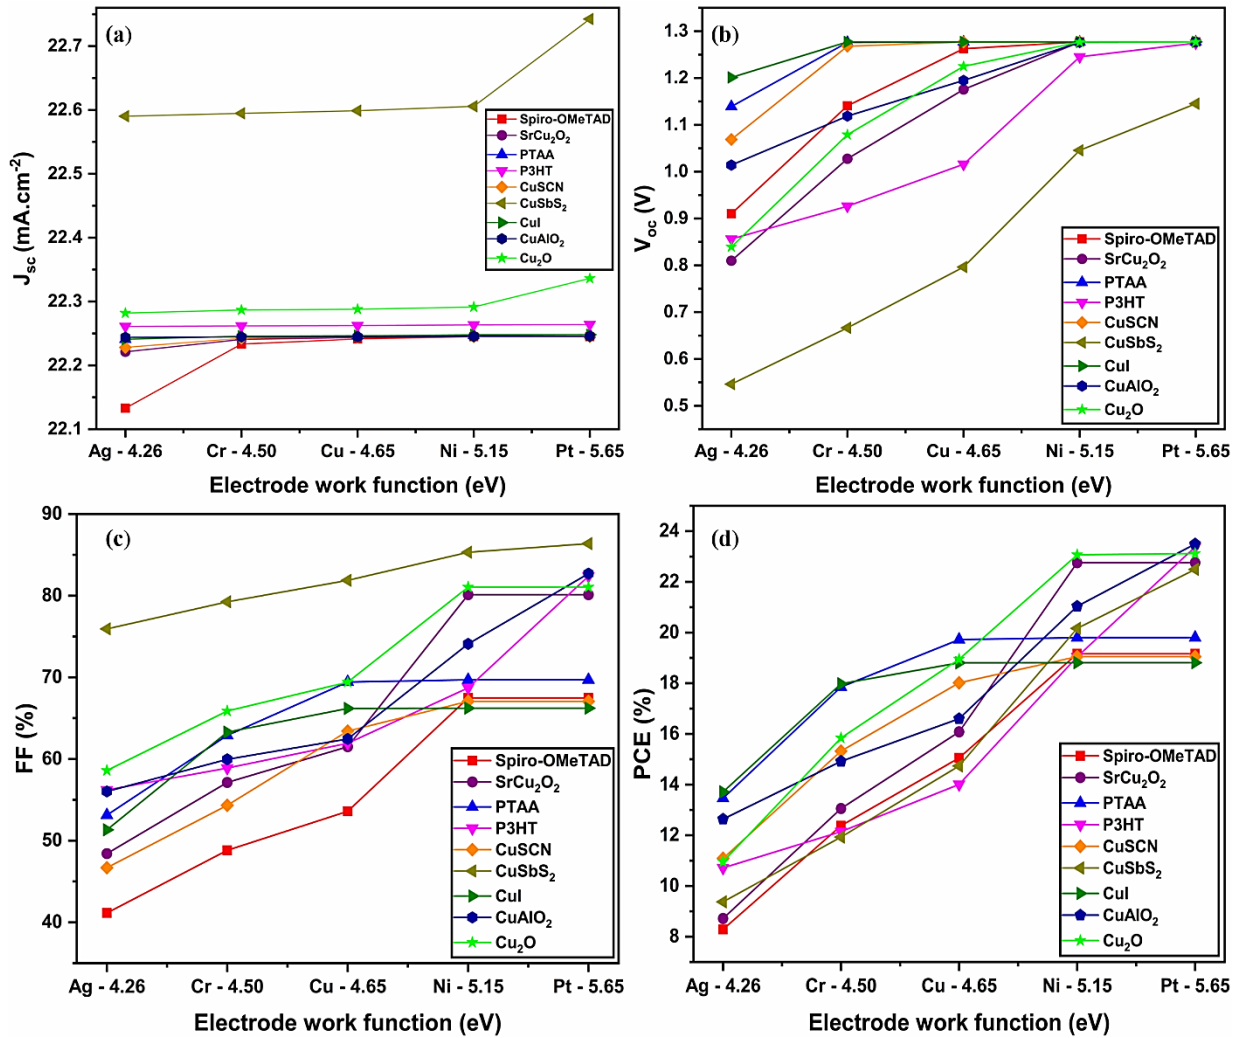 (a)
22.7
22.6
22.5
22.4
22.3
22.2
22.1
J_sc (mA.cm⁻²)
Spiro-OMeTAD
SrCu₂O₂
PTAA
P3HT
CuSCN
CuSbS₂
CuI
CuAlO₂
Cu₂O
Ag - 4.26 Cr - 4.50 Cu - 4.65 Ni - 5.15 Pt - 5.65
Electrode work function (eV)
(b)
1.3
1.2
1.1
1.0
0.9
0.8
0.7
0.6
0.5
V_oc (V)
Spiro-OMeTAD
SrCu₂O₂
PTAA
P3HT
CuSCN
CuSbS₂
CuI
CuAlO₂
Cu₂O
Ag - 4.26 Cr - 4.50 Cu - 4.65 Ni - 5.15 Pt - 5.65
Electrode work function (eV)
(c)
90
80
70
60
50
40
FF (%)
Spiro-OMeTAD
SrCu₂O₂
PTAA
P3HT
CuSCN
CuSbS₂
CuI
CuAlO₂
Cu₂O
Ag - 4.26 Cr - 4.50 Cu - 4.65 Ni - 5.15 Pt - 5.65
Electrode work function (eV)
(d)
24
22
20
18
16
14
12
10
8
PCE (%)
Spiro-OMeTAD
SrCu₂O₂
PTAA
P3HT
CuSCN
CuSbS₂
CuI
CuAlO₂
Cu₂O
Ag - 4.26 Cr - 4.50 Cu - 4.65 Ni - 5.15 Pt - 5.65
Electrode work function (eV)